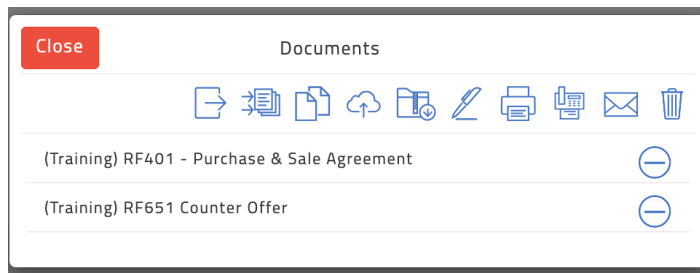 Close
Documents
(Training) RF401 - Purchase & Sale Agreement
(Training) RF651 Counter Offer